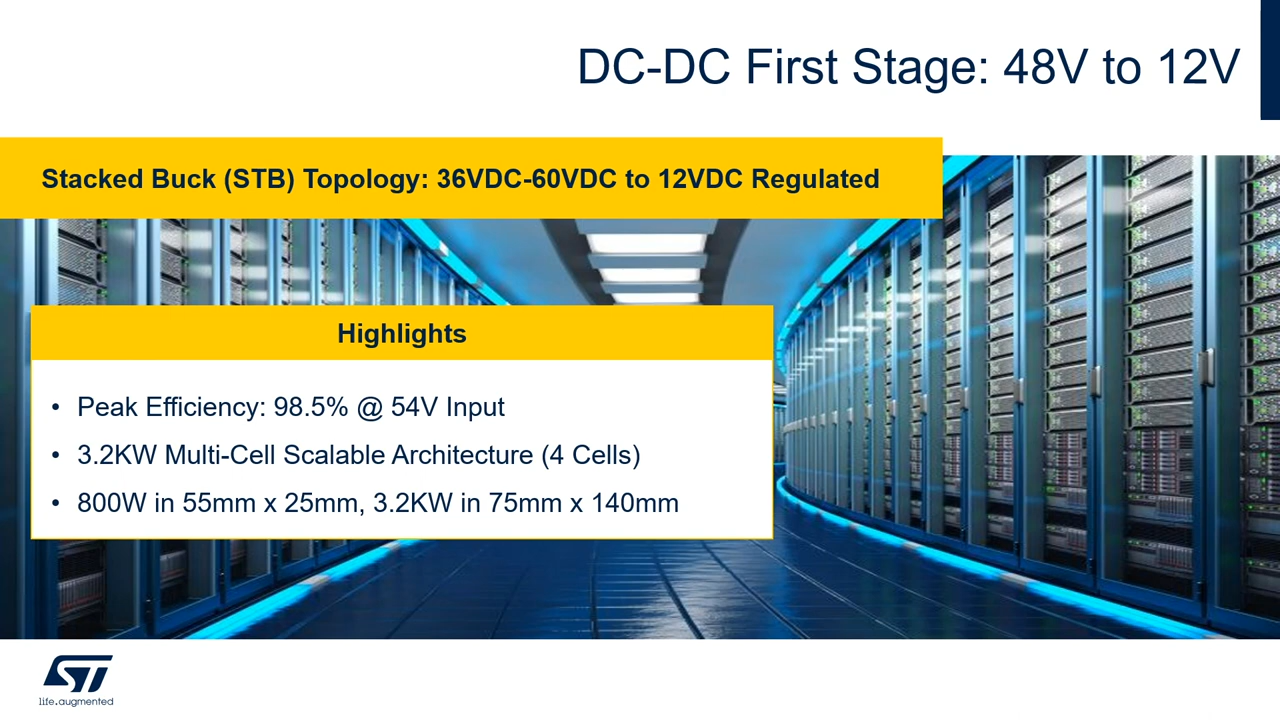 DC-DC First Stage: 48V to 12V
Stacked Buck (STB) Topology: 36VDC-60VDC to 12VDC Regulated
Highlights
• Peak Efficiency: 98.5% @ 54V Input
• 3.2KW Multi-Cell Scalable Architecture (4 Cells)
• 800W in 55mm x 25mm, 3.2KW in 75mm x 140mm
ST
life.augmented